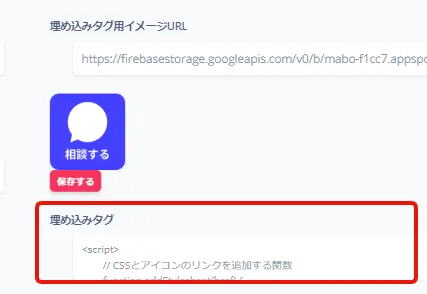 埋め込みタグ用イメージURL
https://firebasestorage.googleapis.com/v0/b/mabo-f1cc7.appspo
相談する
保存する
埋め込みタグ
<script>
// CSSとアイコンのリンクを追加する関数